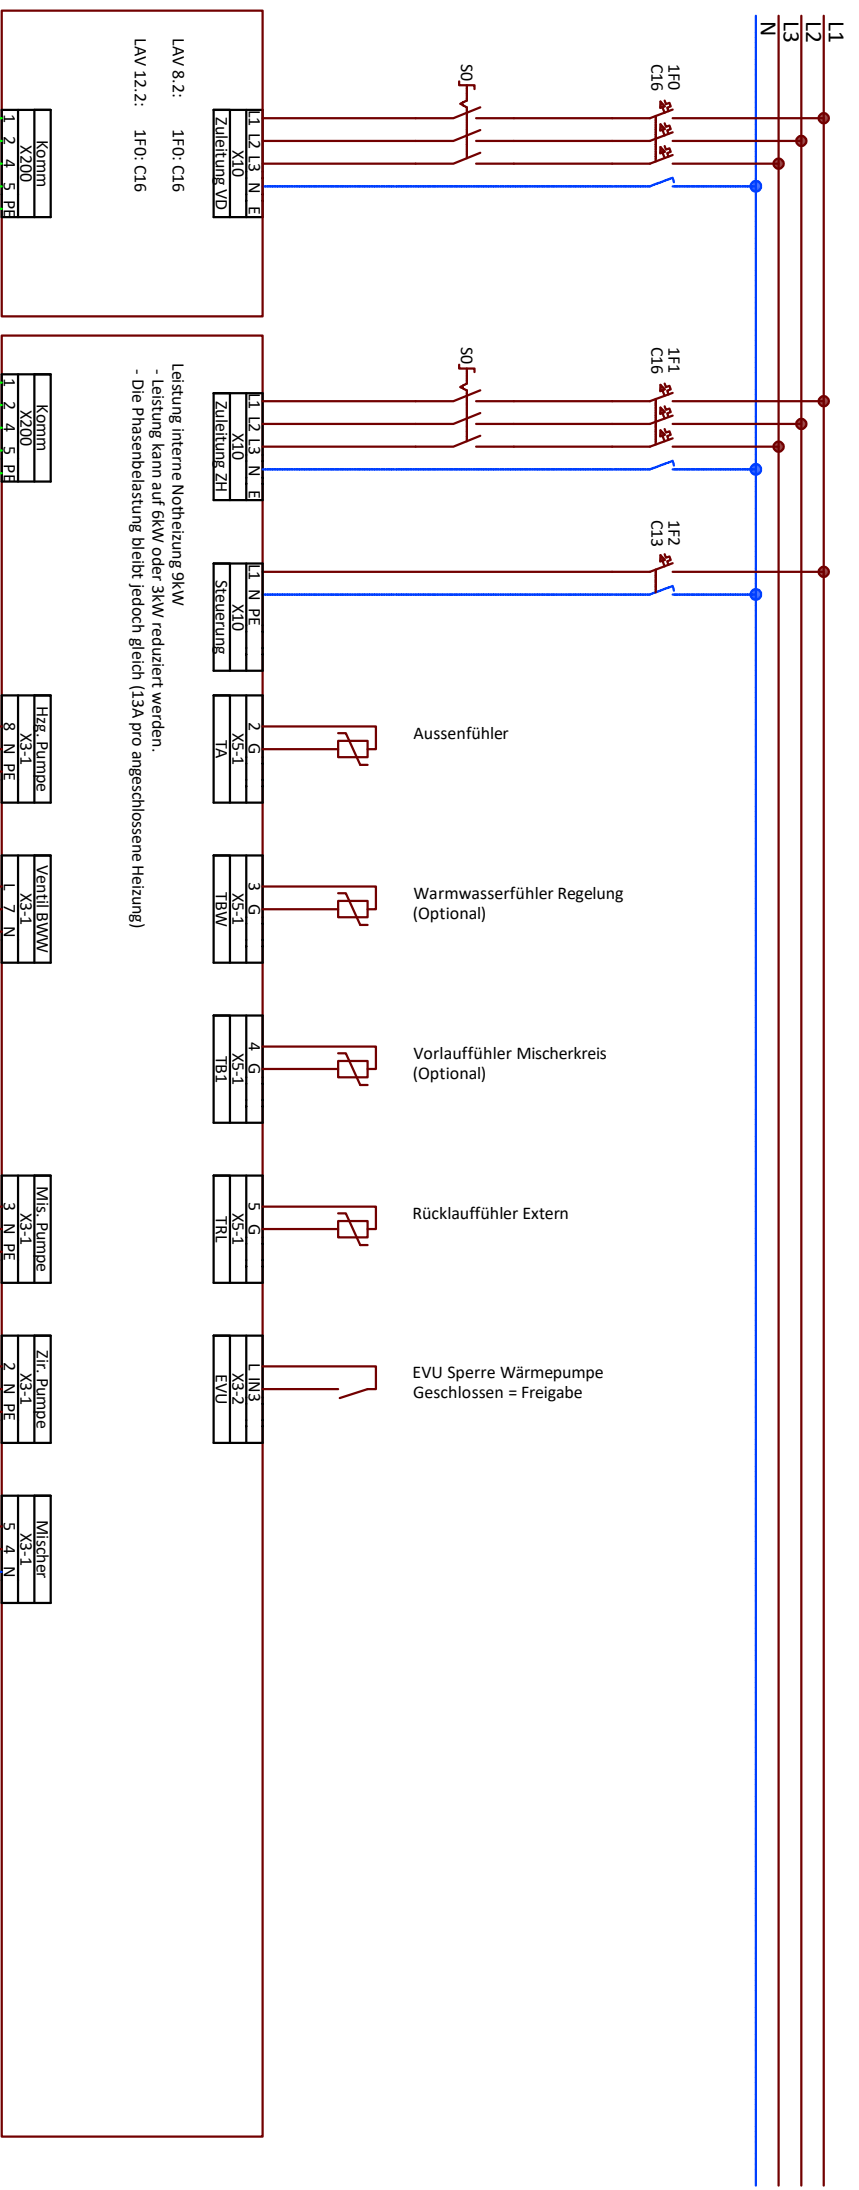 L1
L2
L3
N
1F0
C16
S0
L1 L2 L3 N E
X10
Zuleitung VD
LAV 8.2: 1F0: C16
LAV 12.2: 1F0: C16
Komm
X200
1 2 4 5 PE
1F1
C16
S0
L1 L2 L3 N E
X10
Zuleitung ZH
1F2
C13
L1 N PE
X10
Steuerung
Leistung interne Notheizung 9kW
- Leistung kann auf 6kW oder 3kW reduziert werden.
- Die Phasenbelastung bleibt jedoch gleich (13A pro angeschlossene Heizung)
Komm
X200
1 2 4 5 PE
Aussenfühler
2 G
X5-1
TA
Warmwasserfühler Regelung
(Optional)
3 G
X5-1
TBW
Vorlauffühler Mischerkreis
(Optional)
4 G
X5-1
TB1
Rücklauffühler Extern
5 G
X5-1
TRL
EVU Sperre Wärmepumpe
Geschlossen = Freigabe
L IN3
X3-2
EVU
Hzg. Pumpe
X3-1
8 N PE
Ventil BWW
X3-1
L 7 N
Mis. Pumpe
X3-1
3 N PE
Zir. Pumpe
X3-1
2 N PE
Mischer
X3-1
5 4 N